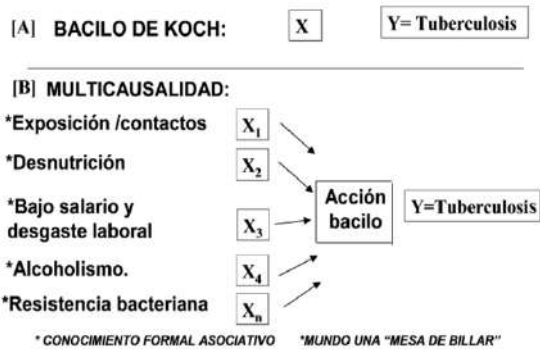 [A] BACILO DE KOCH: X Y= Tuberculosis
[B] MULTICAUSALIDAD:
*Exposición /contactos X1
*Desnutrición X2
*Bajo salario y
desgaste laboral X3
Acción
bacilo
Y=Tuberculosis
*Alcoholismo. X4
*Resistencia bacteriana Xn
* CONOCIMIENTO FORMAL ASOCIATIVO *MUNDO UNA “MESA DE BILLAR”